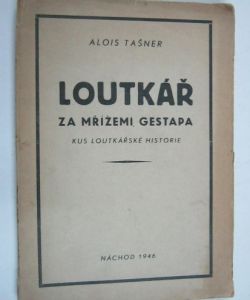 ALOIS TAŠNER
LOUTKÁŘ
ZA MŘÍŽEMI GESTAPA
KUS LOUTKÁŘSKÉ HISTORIE
NÁCHOD 1946